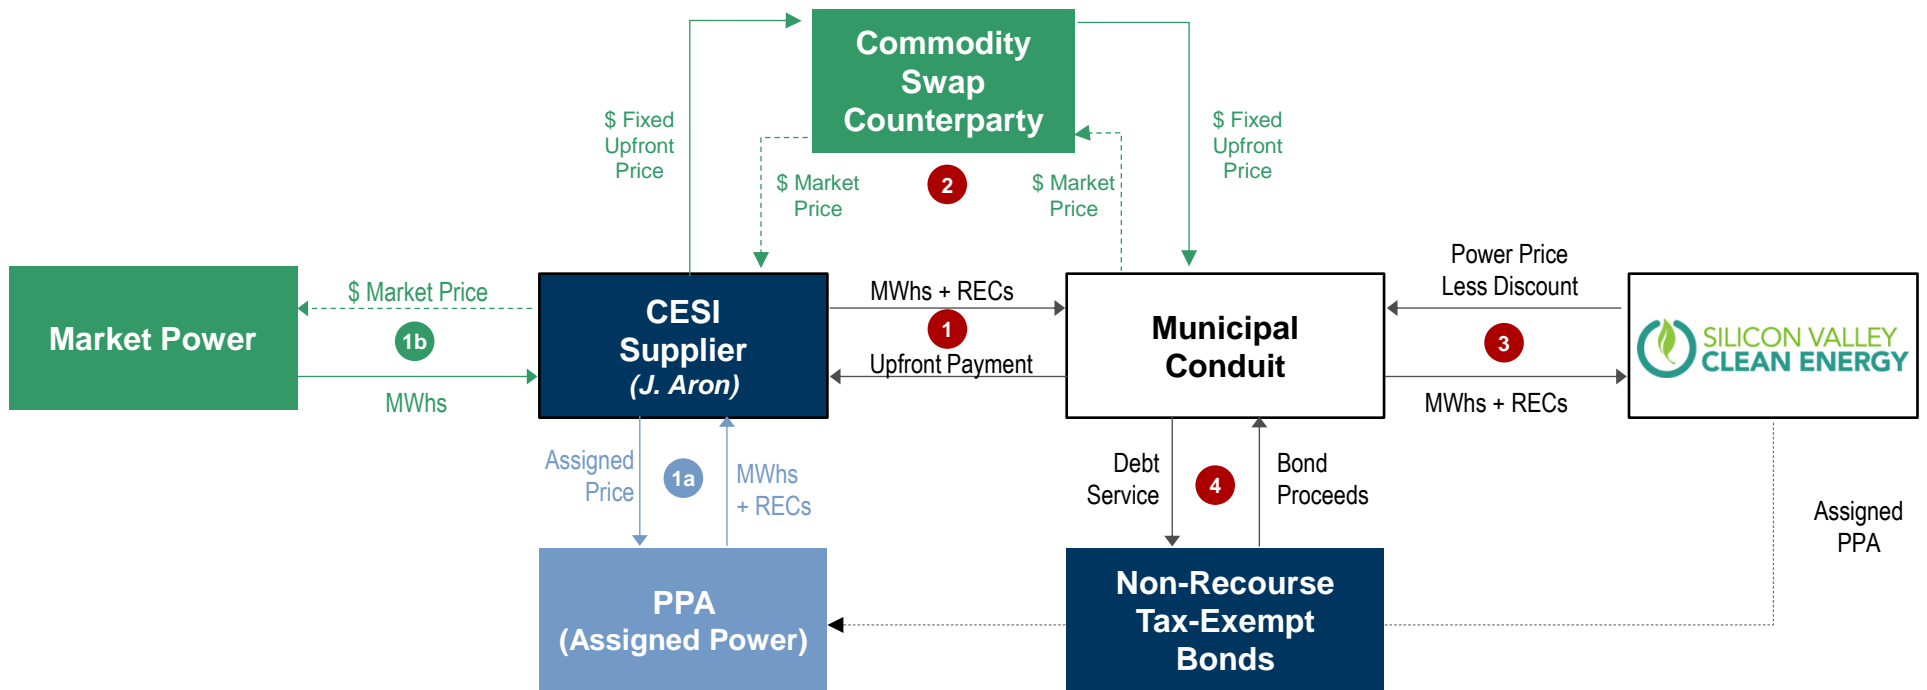 Commodity
Swap
Counterparty
$ Fixed
Upfront
Price
$ Fixed
Upfront
Price
$ Market
Price
2
$ Market
Price
Market Power
$ Market Price
1b
MWhs
CESI
Supplier
(J. Aron)
MWhs + RECs
1
Upfront Payment
Municipal
Conduit
Power Price
Less Discount
3
MWhs + RECs
SILICON VALLEY
CLEAN ENERGY
Assigned
Price
1a
MWhs
+ RECs
Debt
Service
4
Bond
Proceeds
Assigned
PPA
PPA
(Assigned Power)
Non-Recourse
Tax-Exempt
Bonds